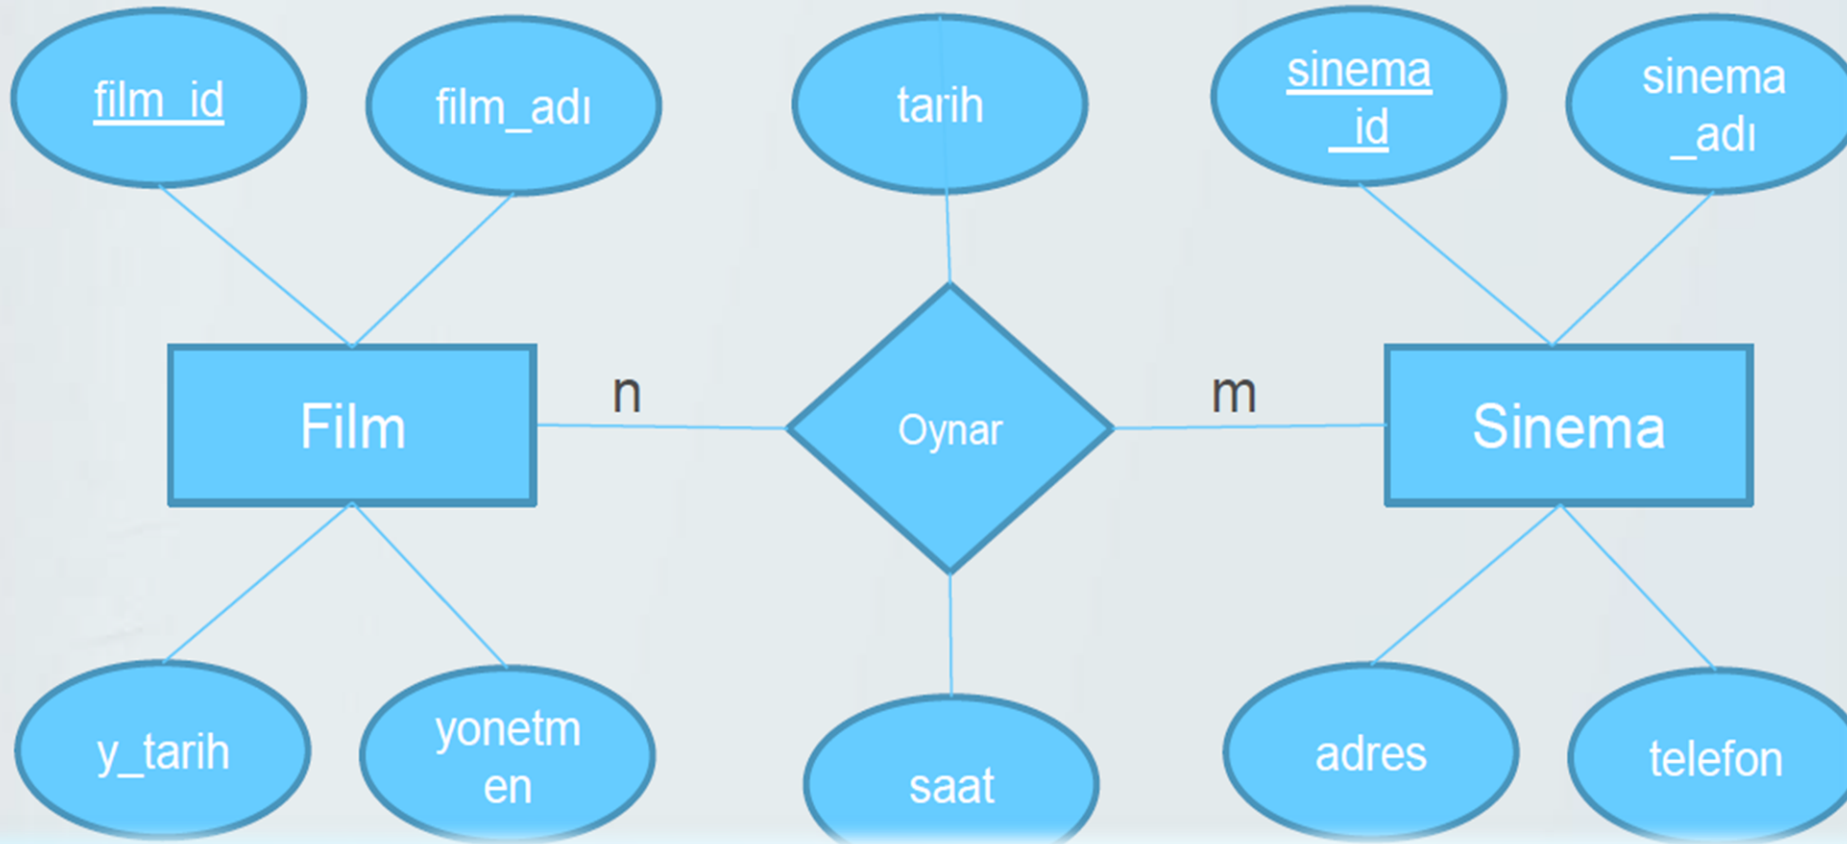 film_id
film_adı
tarih
sinema
_id
sinema
_adı
n
m
Film
Oynar
Sinema
y_tarih
yonetm
en
saat
adres
telefon